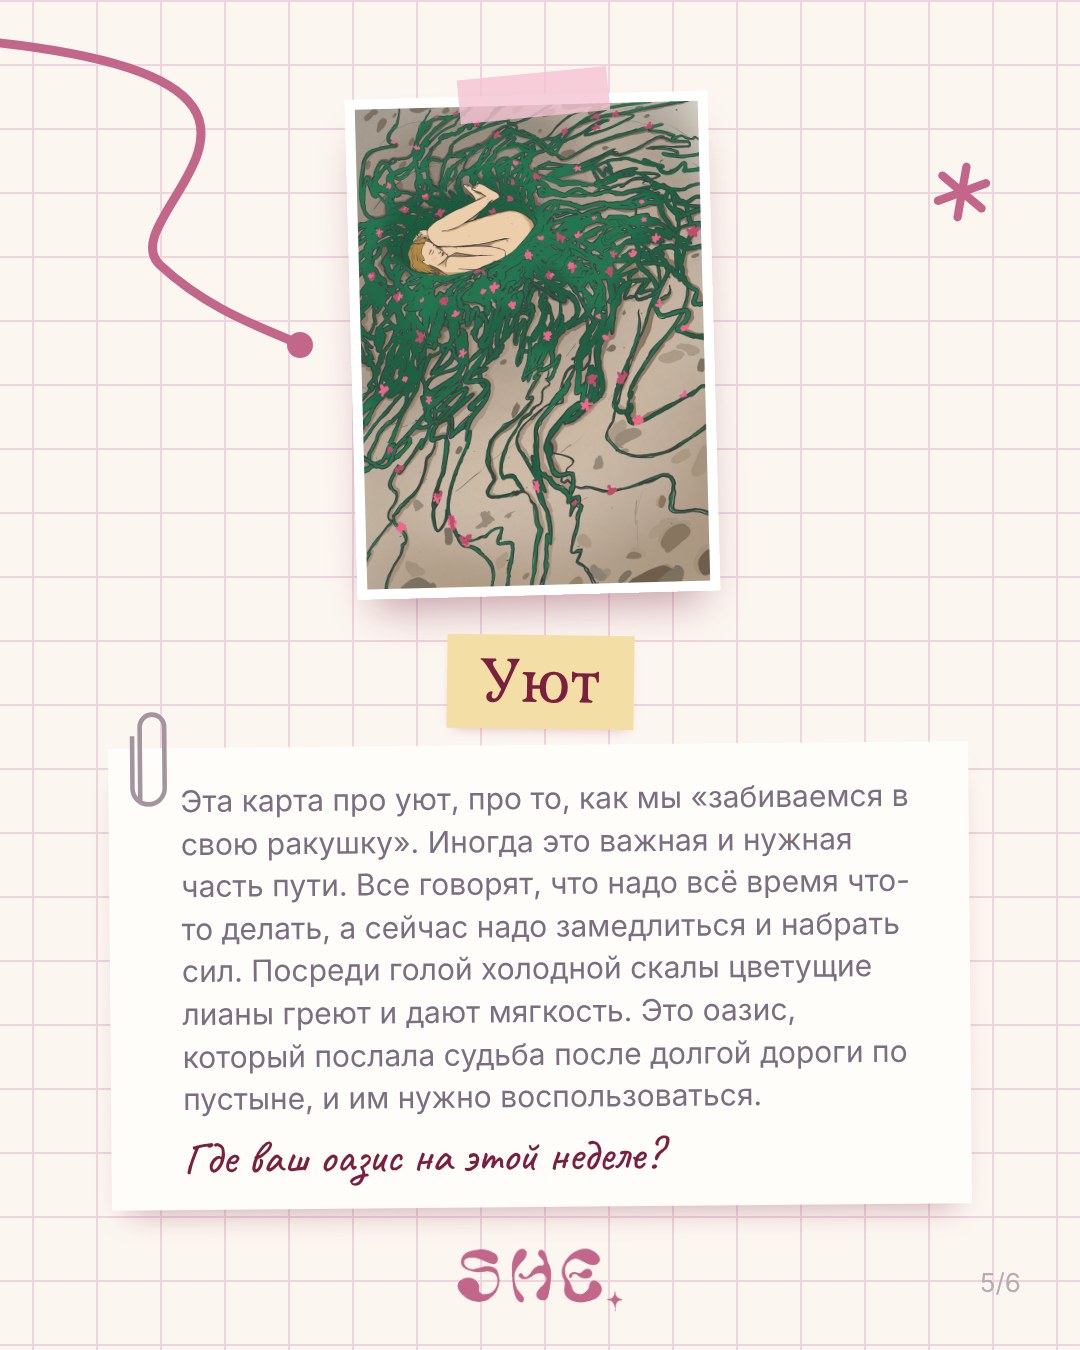 Уют
Эта карта про уют, про то, как мы «забиваемся в
свою ракушку». Иногда это важная и нужная
часть пути. Все говорят, что надо всё время что-
то делать, а сейчас надо замедлиться и набрать
сил. Посреди голой холодной скалы цветущие
лианы греют и дают мягкость. Это оазис,
который послала судьба после долгой дороги по
пустыне, и им нужно воспользоваться.
Где ваш оазис на этой неделе?
SHE
5/6